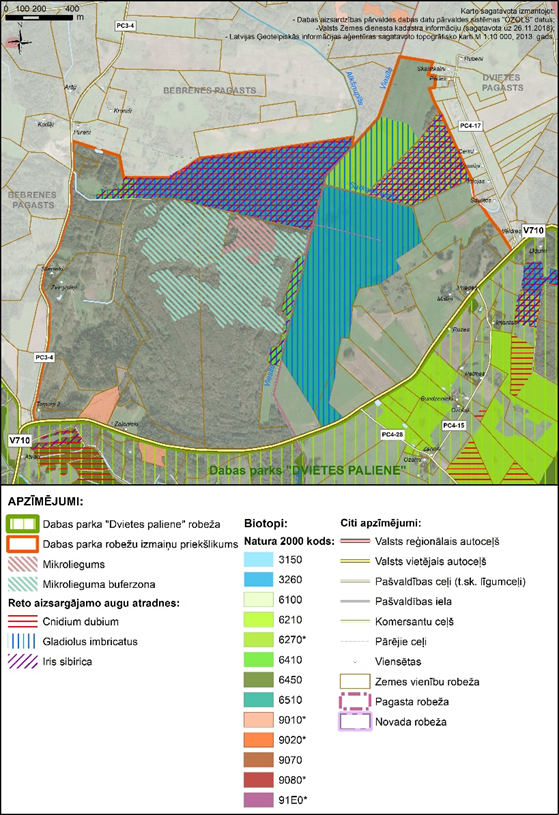 0 100 200 400
m
Karte sagatavota izmantojot:
- Dabas aizsardzības pārvaldes dabas datu pārvaldes sistēmas "OZOLS" datus;
-Valsts Zemes dienesta kadastra informāciju (sagatavota uz 26.11.2018);
- Latvijas Ģeotelpiskās informācijas aģentūras sagatavoto topogrāfisko karti M 1:10 000, 2013. gads.
PC3-4
BEBRENES PAGASTS
DVIETES
PAGASTS
PC4-17
BEBRENES
PAGASTS
V710
PC3-4
V710
PC4-28
PC4-15
Dabas parks "DVIETES PALIENE"
APZĪMĒJUMI:
Dabas parka "Dvietes paliene" robeža
Dabas parka robežu izmaiņu priekšlikums
Mikroliegums
Mikrolieguma buferzona
Reto aizsargājamo augu atradnes:
Cnidium dubium
Gladiolus imbricatus
Iris sibirica
Biotopi:
Natura 2000 kods:
3150
3260
6100
6210
6270*
6410
6450
6510
9010*
9020*
9070
9080*
91E0*
Citi apzīmējumi:
Valsts reģionālais autoceļš
Valsts vietējais autoceļš
Pašvaldības ceļi (t.sk. līgumceļi)
Pašvaldības iela
Komersantu ceļš
Pārējie ceļi
Viensētas
Zemes vienību robeža
Pagasta robeža
Novada robeža